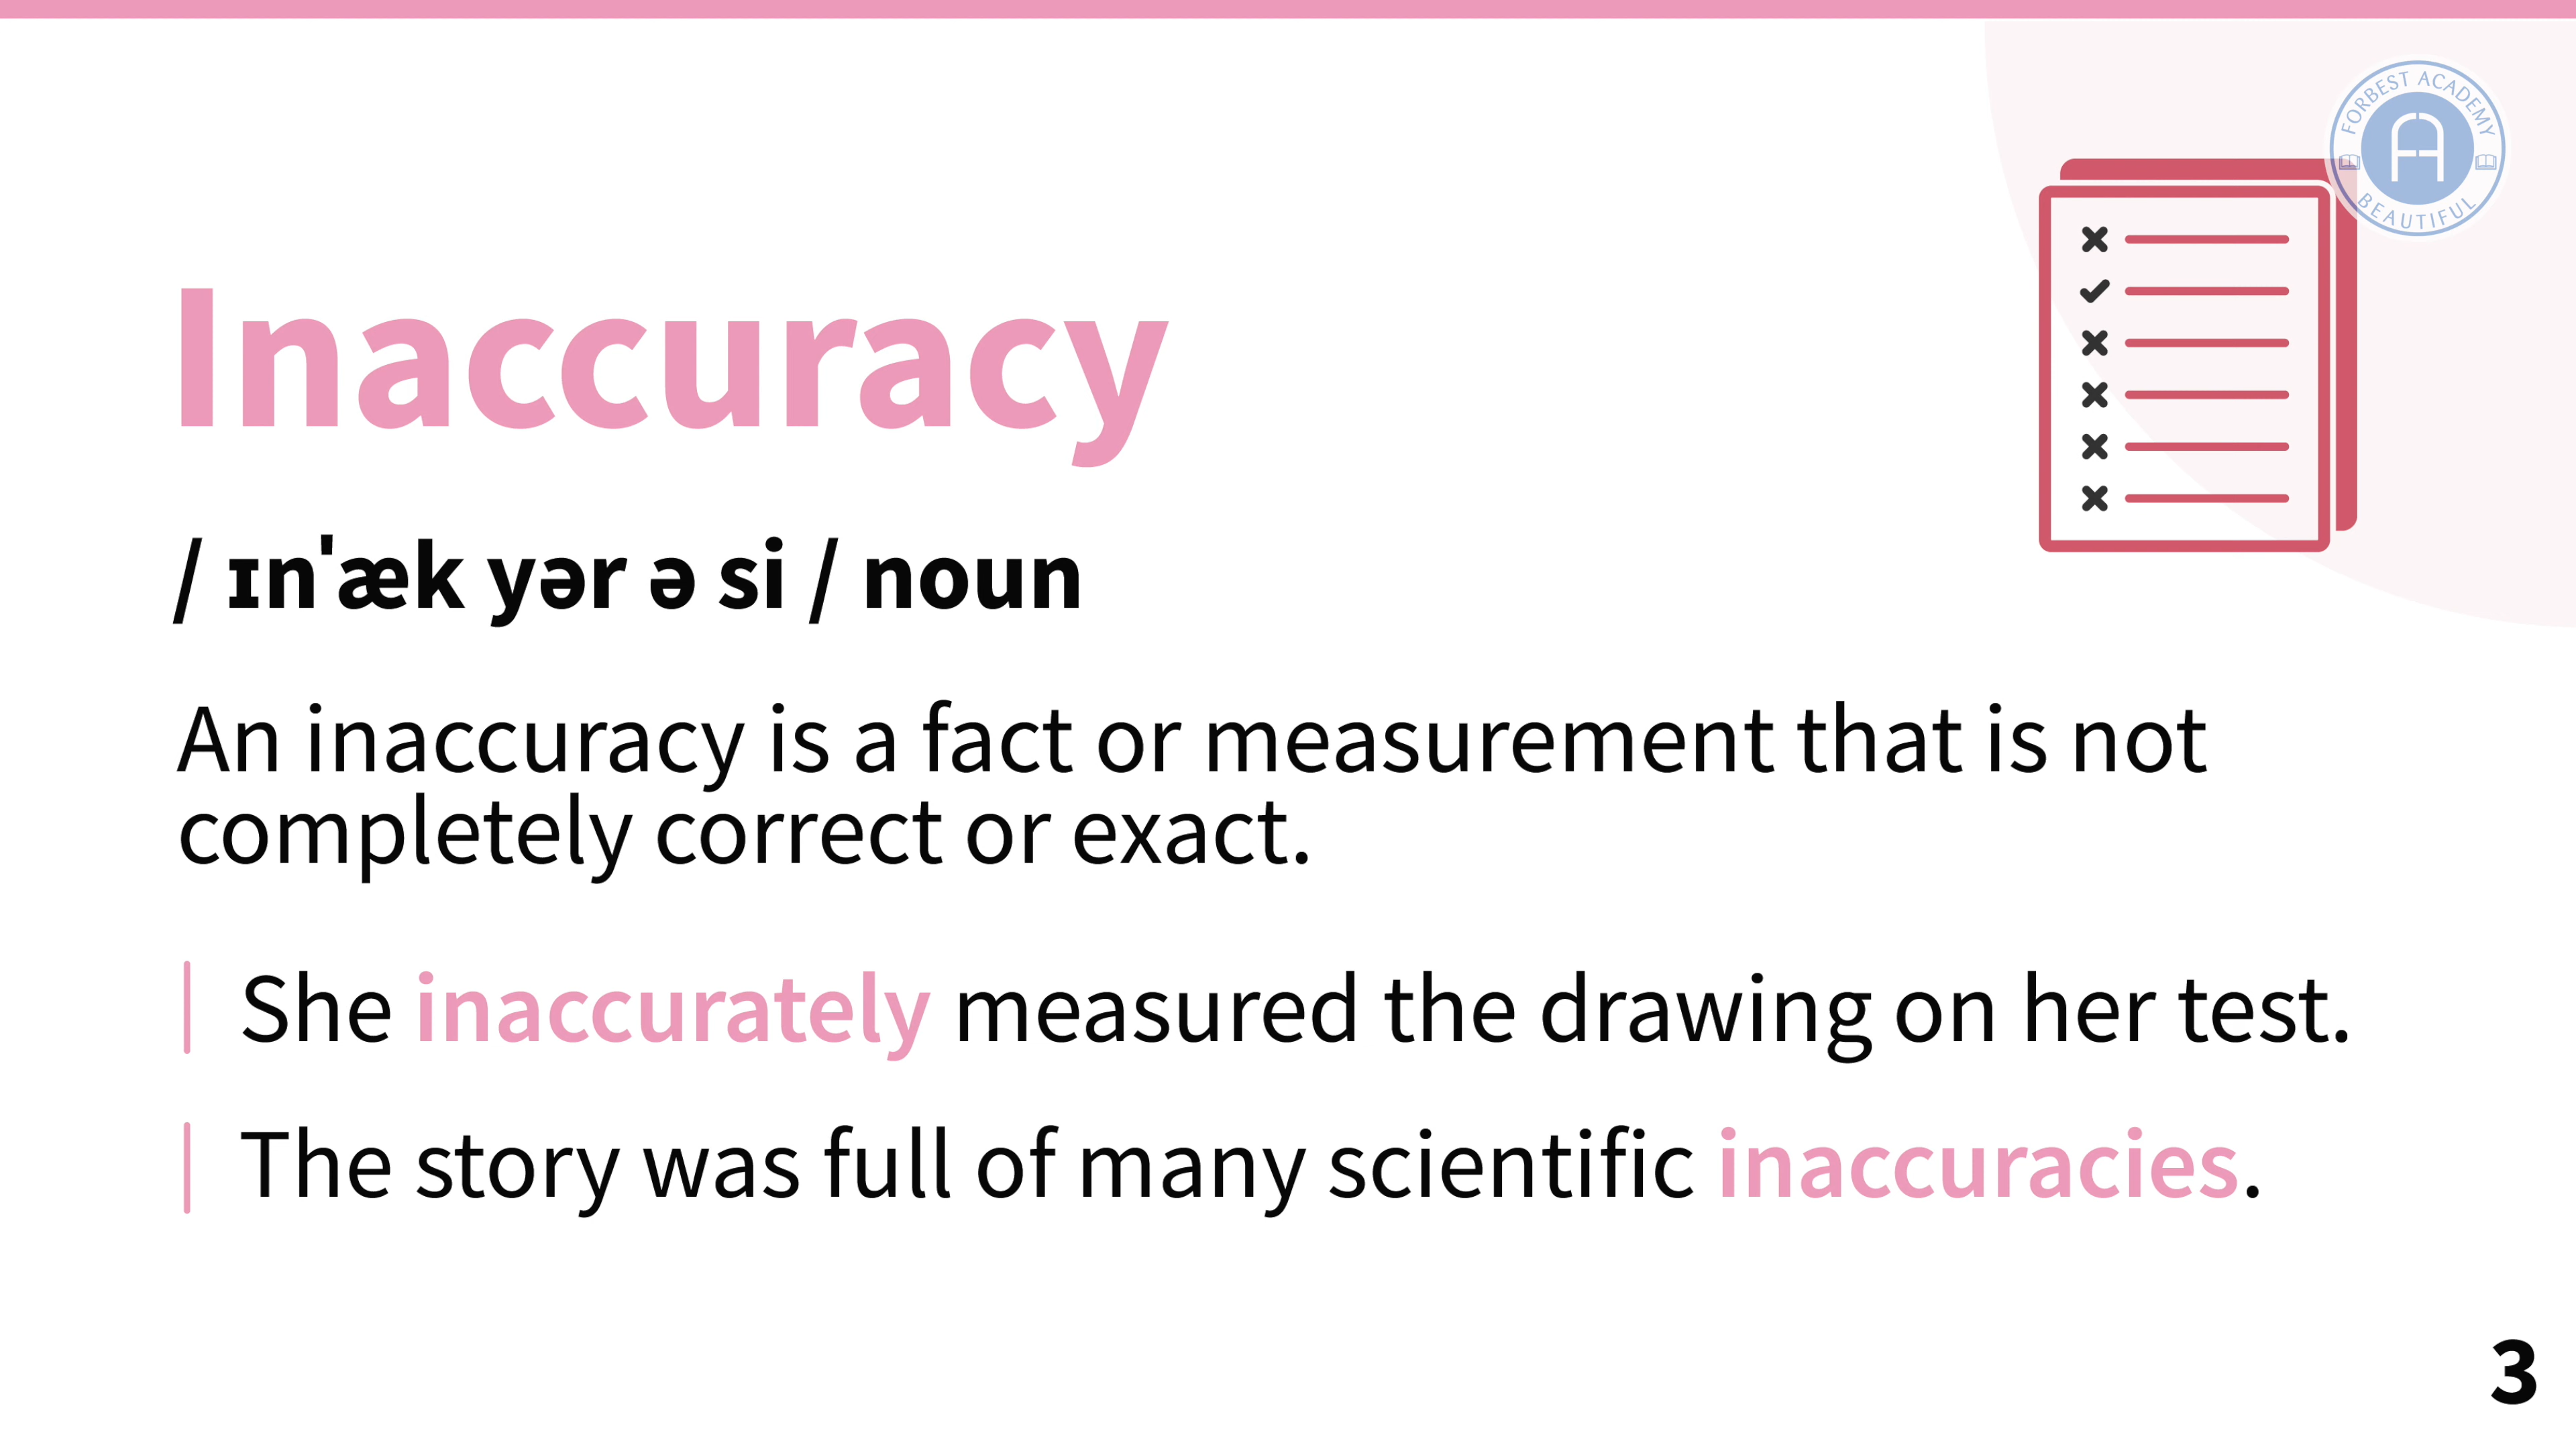 FORBEST ACADEMY
A
BEAUTIFUL
Inaccuracy
/ ɪnˈæk yər ə si / noun
An inaccuracy is a fact or measurement that is not
completely correct or exact.
She inaccurately measured the drawing on her test.
The story was full of many scientific inaccuracies.
3